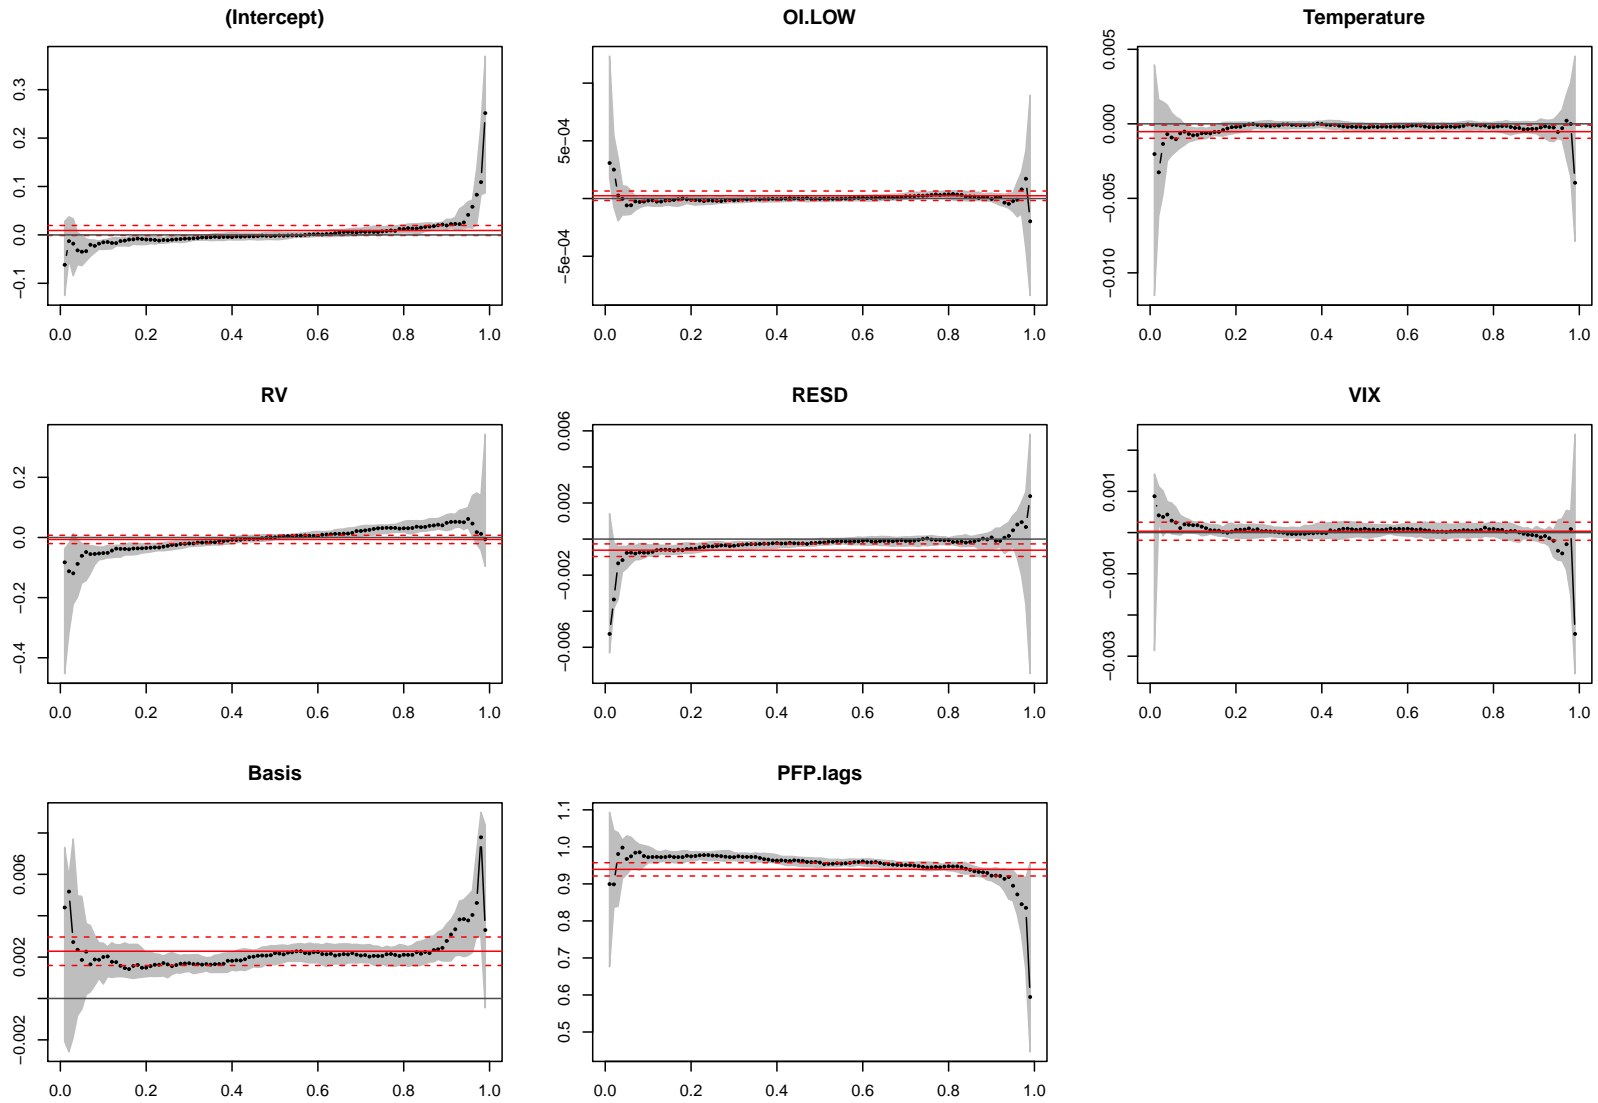 (Intercept)
0.3
0.2
0.1
0.0
−0.1
0.0 0.2 0.4 0.6 0.8 1.0
OI.LOW
5e−04
−5e−04
0.0 0.2 0.4 0.6 0.8 1.0
Temperature
0.005
0.000
−0.005
−0.010
0.0 0.2 0.4 0.6 0.8 1.0
RV
0.2
0.0
−0.2
−0.4
0.0 0.2 0.4 0.6 0.8 1.0
RESD
0.006
0.002
−0.002
−0.006
0.0 0.2 0.4 0.6 0.8 1.0
VIX
0.001
−0.001
−0.003
0.0 0.2 0.4 0.6 0.8 1.0
Basis
0.006
0.002
−0.002
0.0 0.2 0.4 0.6 0.8 1.0
PFP.lags
1.1
1.0
0.9
0.8
0.7
0.6
0.5
0.0 0.2 0.4 0.6 0.8 1.0